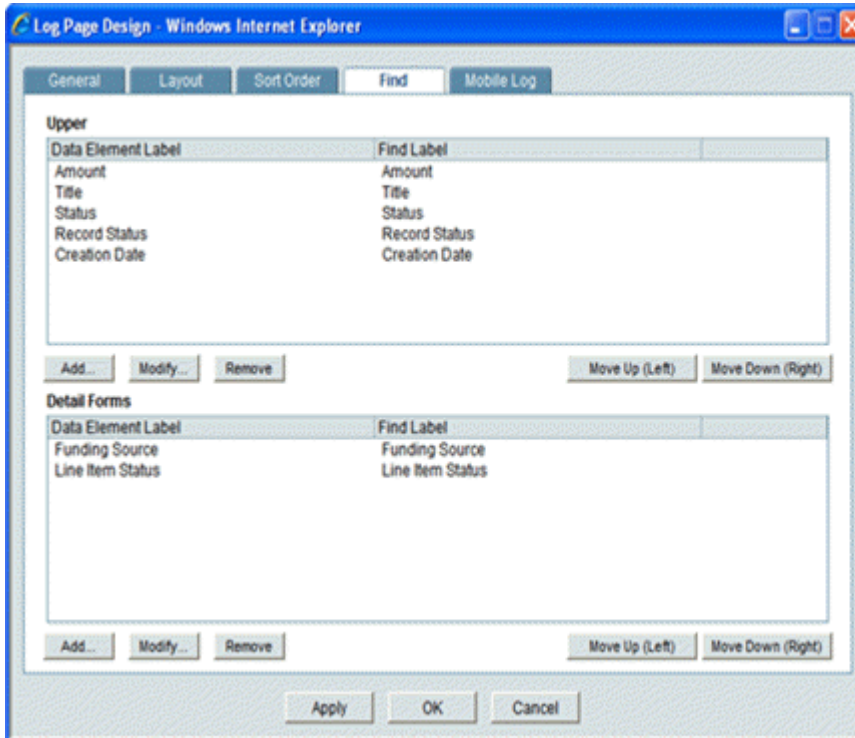 Log Page Design - Windows Internet Explorer
General Layout Sort Order Find Mobile Log
Upper
Data Element Label Find Label
Amount Amount
Title Title
Status Status
Record Status Record Status
Creation Date Creation Date
Add... Modify... Remove Move Up (Left) Move Down (Right)
Detail Forms
Data Element Label Find Label
Funding Source Funding Source
Line Item Status Line Item Status
Add... Modify... Remove Move Up (Left) Move Down (Right)
Apply OK Cancel